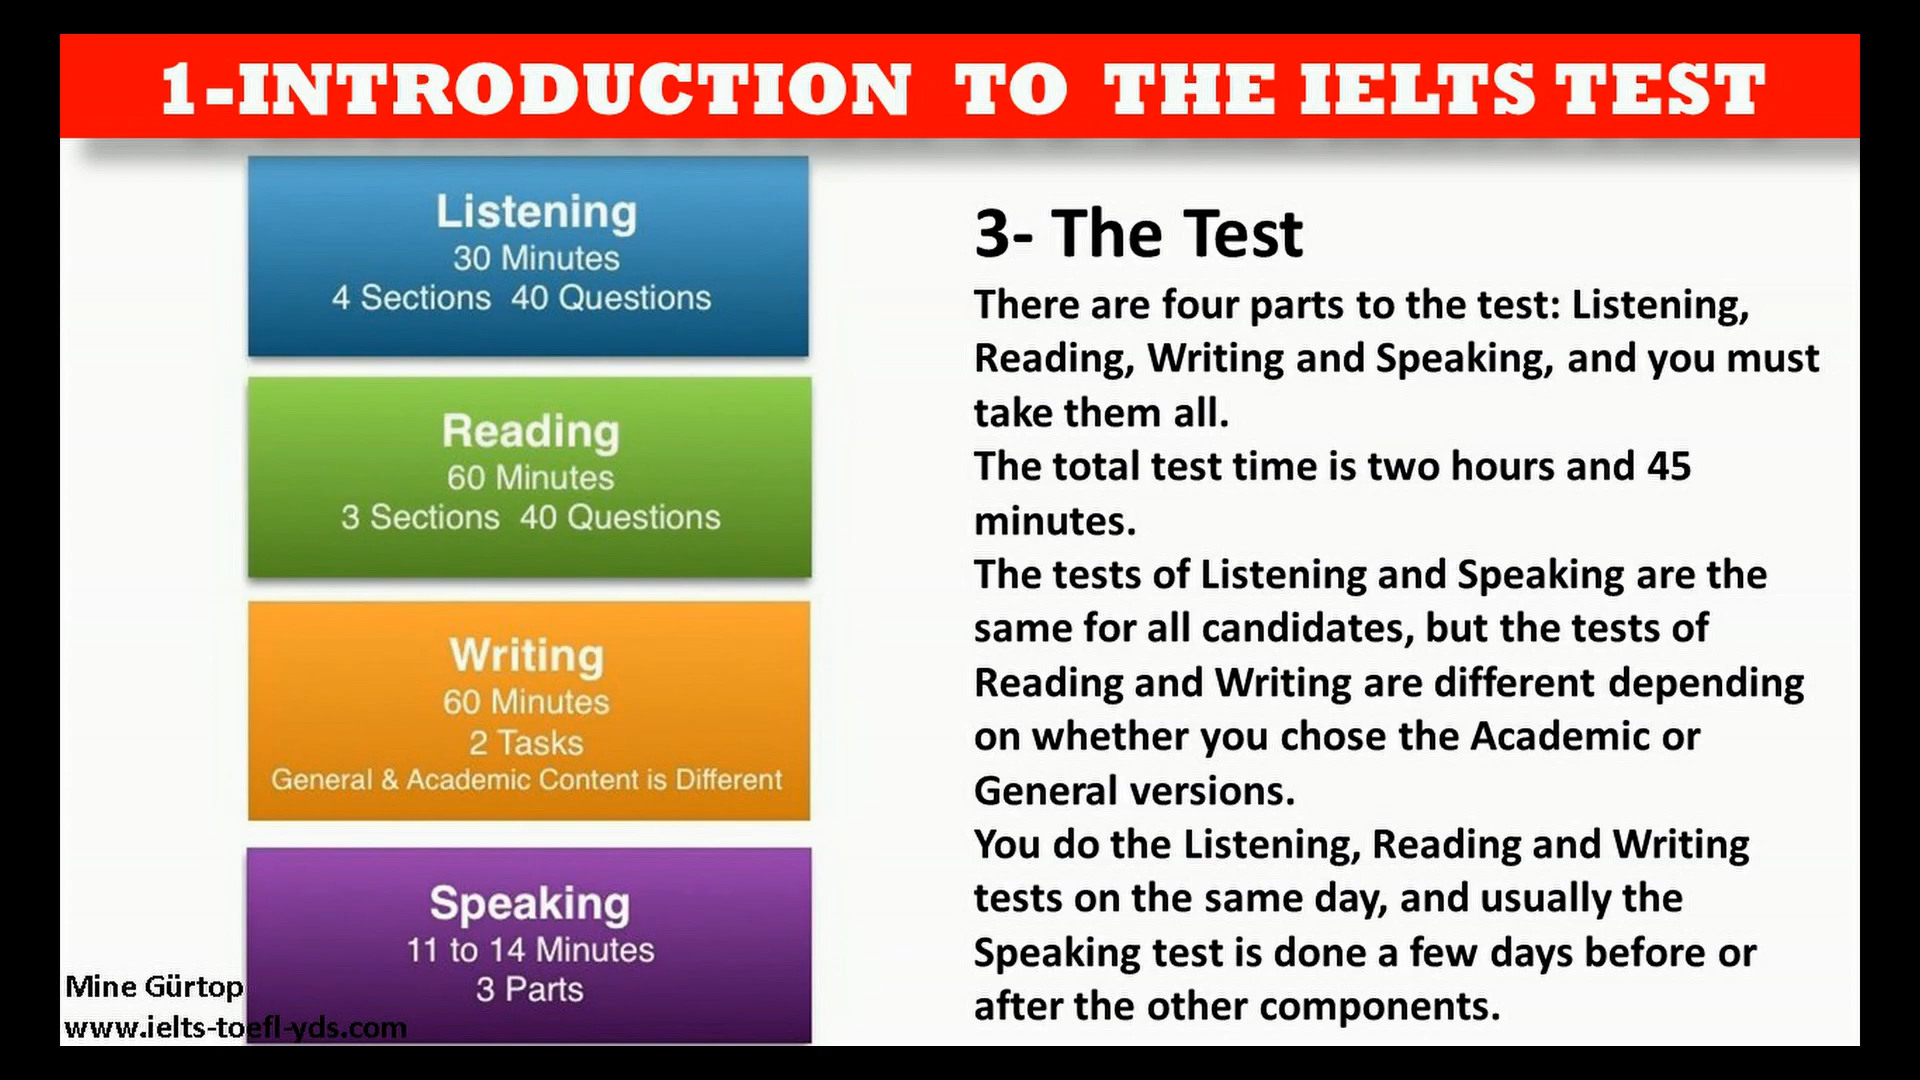 1-INTRODUCTION TO THE IELTS TEST
Listening
30 Minutes
4 Sections 40 Questions
Reading
60 Minutes
3 Sections 40 Questions
Writing
60 Minutes
2 Tasks
General & Academic Content is Different
Speaking
11 to 14 Minutes
3 Parts
Mine Gürtop
www.ielts-toefl-yds.com
3- The Test
There are four parts to the test: Listening,
Reading, Writing and Speaking, and you must
take them all.
The total test time is two hours and 45
minutes.
The tests of Listening and Speaking are the
same for all candidates, but the tests of
Reading and Writing are different depending
on whether you chose the Academic or
General versions.
You do the Listening, Reading and Writing
tests on the same day, and usually the
Speaking test is done a few days before or
after the other components.